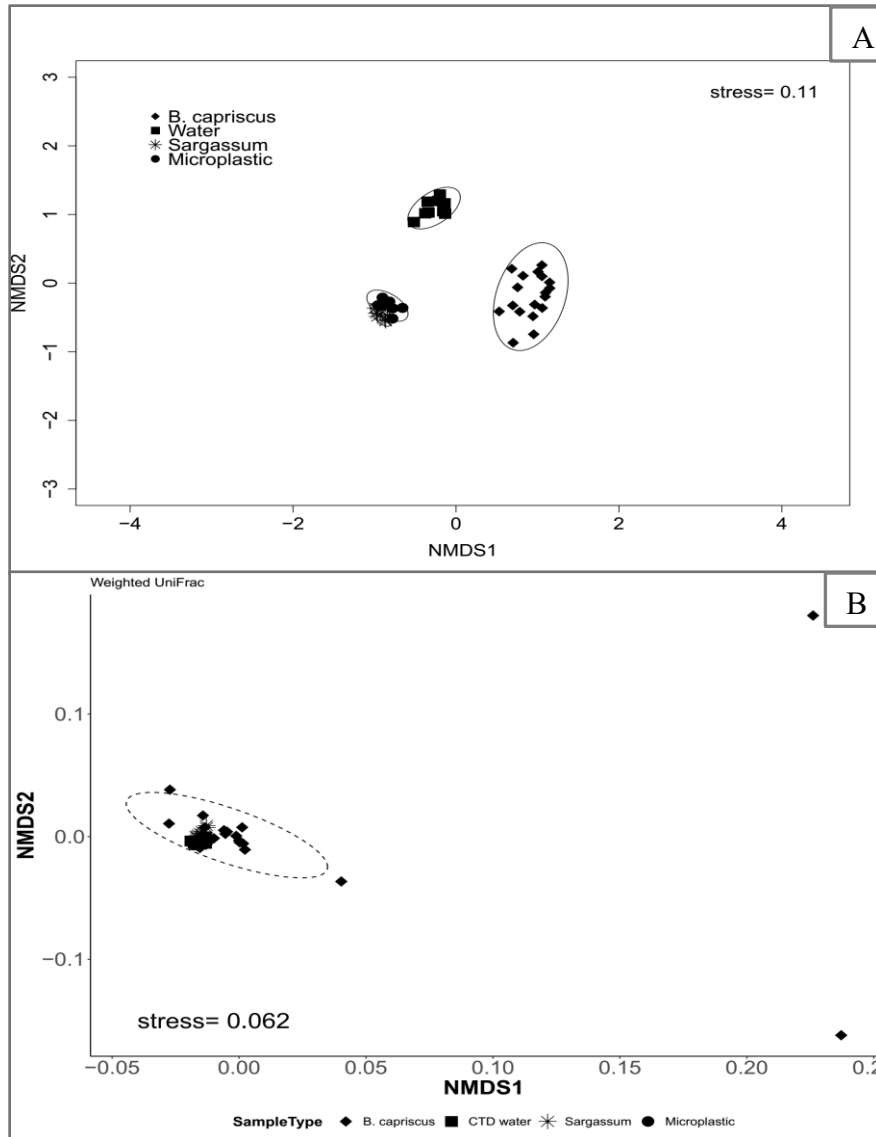 A
stress= 0.11
B. capriscus
Water
Sargassum
Microplastic
3
2
1
0
−1
−2
−3
NMDS2
−4
−2
0
2
4
NMDS1
Weighted UniFrac
B
0.1
0.0
−0.1
NMDS2
stress= 0.062
−0.05
0.00
0.05
0.10
0.15
0.2
NMDS1
SampleType B. capriscus CTD water Sargassum Microplastic